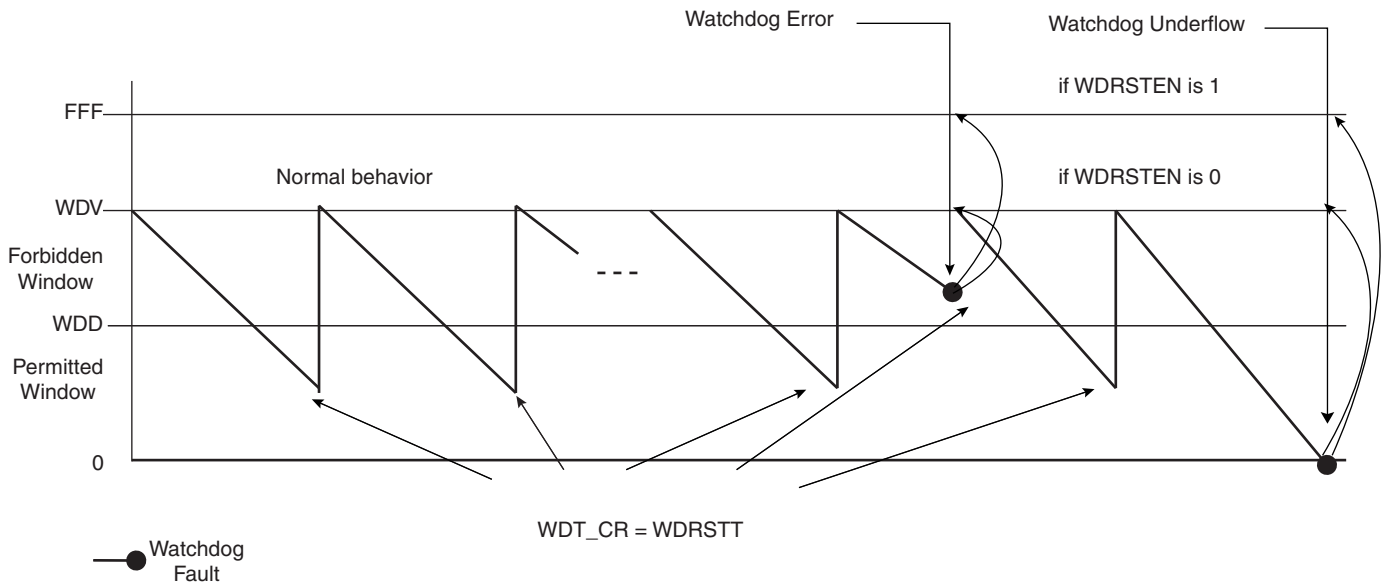 Watchdog Error
Watchdog Underflow
if WDRSTEN is 1
FFF
Normal behavior
if WDRSTEN is 0
WDV
Forbidden
Window
WDD
Permitted
Window
0
WDT_CR = WDRSTT
Watchdog
Fault